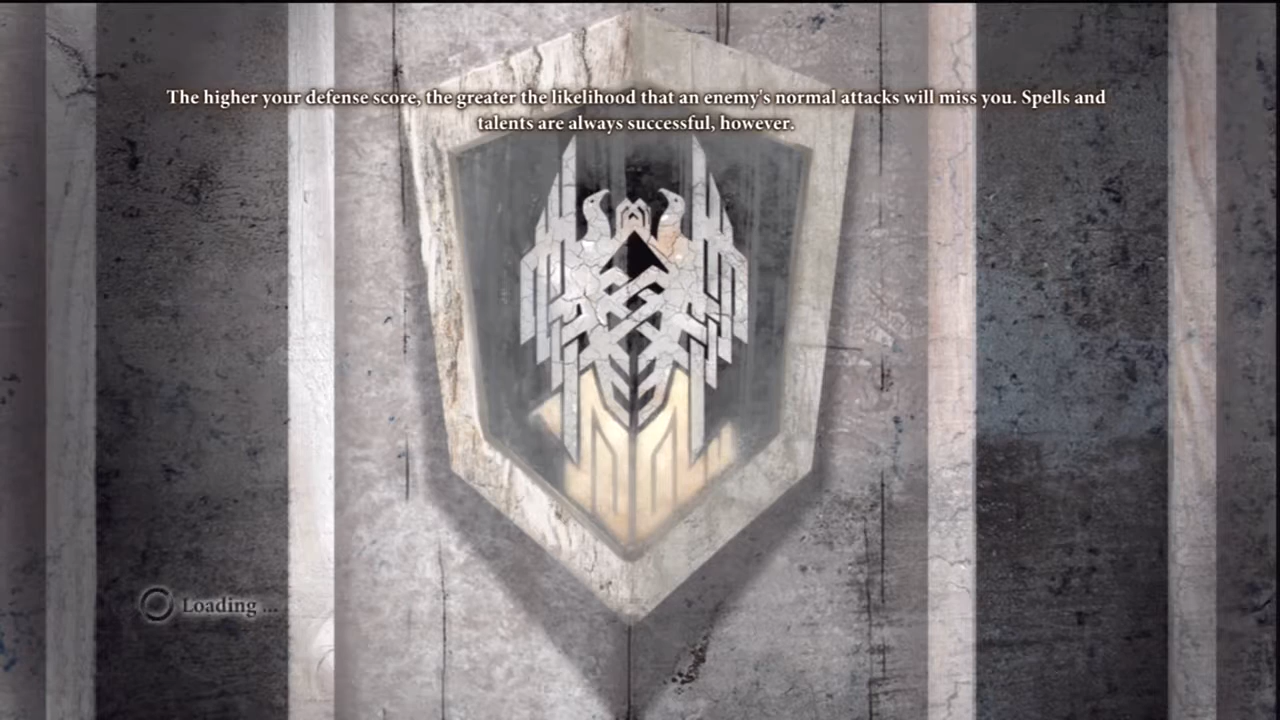 The higher your defense score, the greater the likelihood that an enemy's normal attacks will miss you. Spells and
talents are always successful, however.
Loading ...